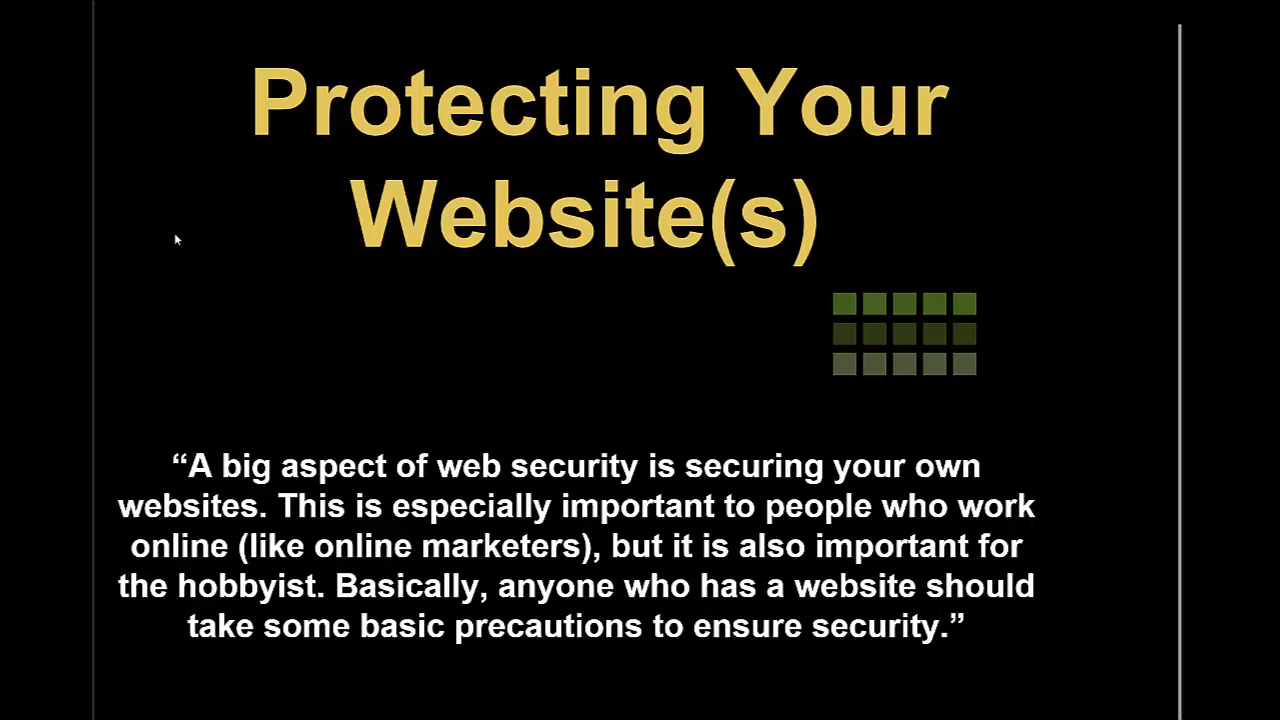 Protecting Your
Website(s)
“A big aspect of web security is securing your own
websites. This is especially important to people who work
online (like online marketers), but it is also important for
the hobbyist. Basically, anyone who has a website should
take some basic precautions to ensure security.”